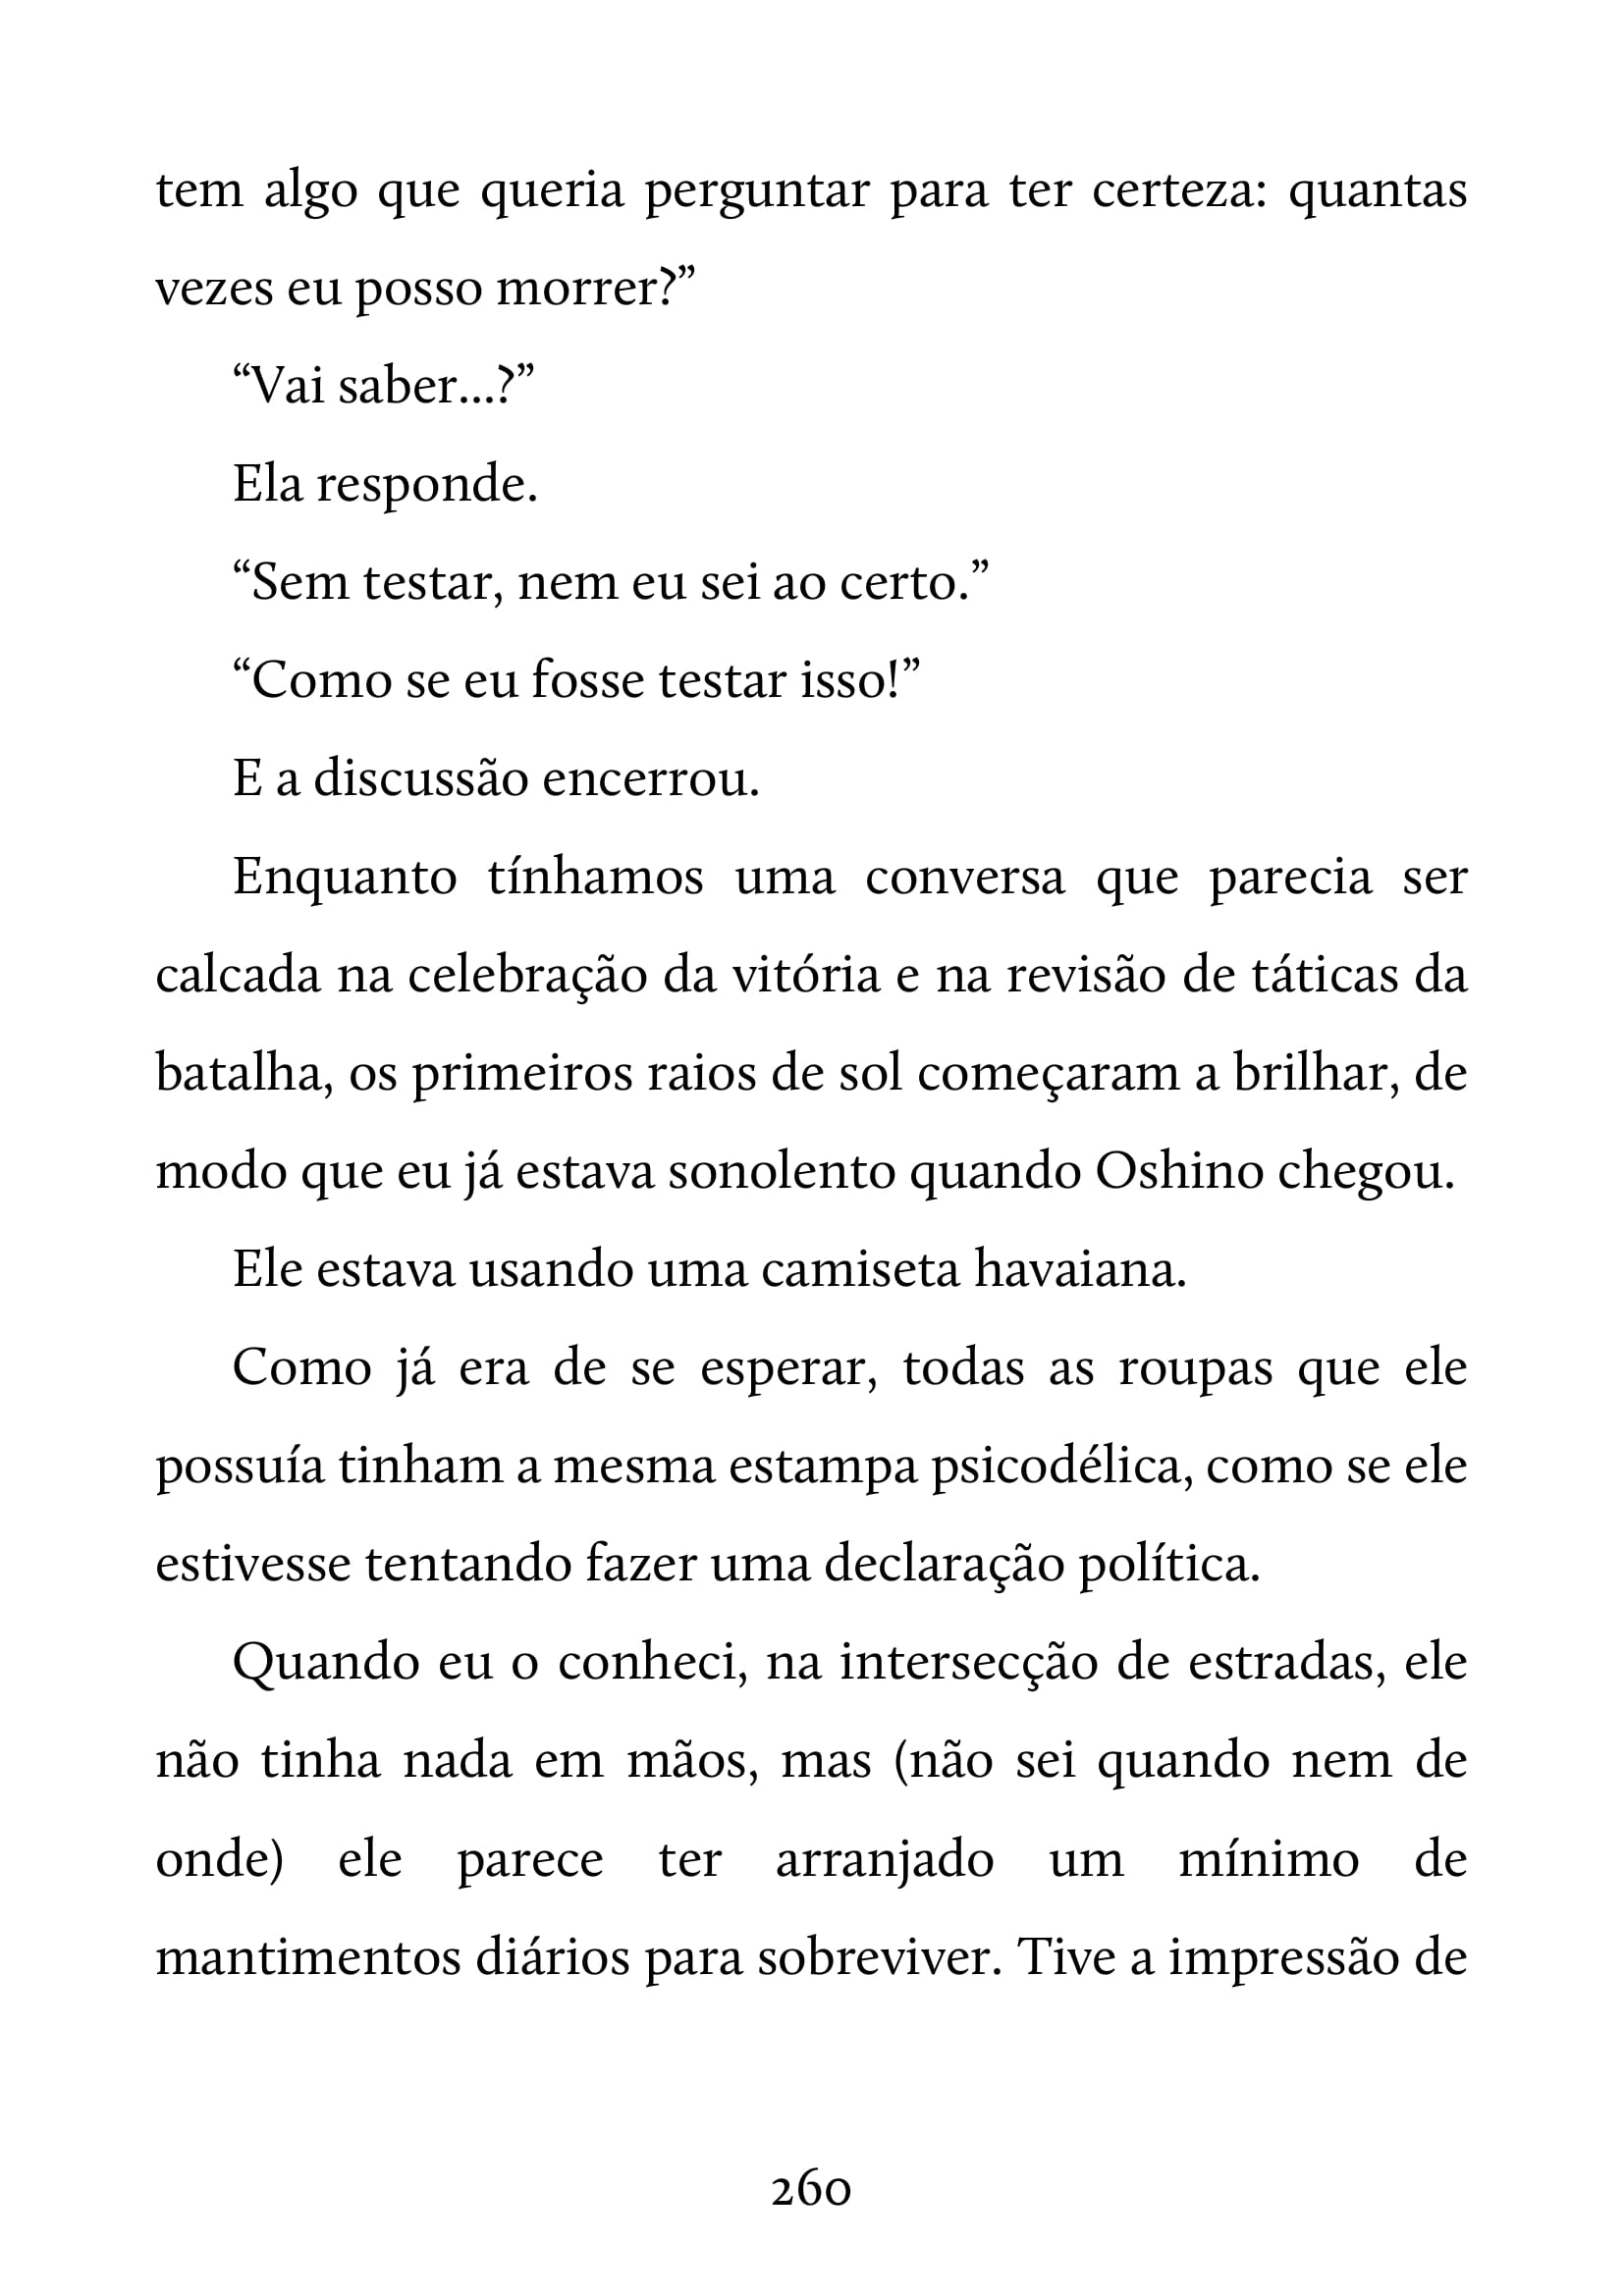 tem algo que queria perguntar para ter certeza: quantas
vezes eu posso morrer?”
“Vai saber...?”
Ela responde.
“Sem testar, nem eu sei ao certo.”
“Como se eu fosse testar isso!”
E a discussão encerrou.
Enquanto tínhamos uma conversa que parecia ser
calcada na celebração da vitória e na revisão de táticas da
batalha, os primeiros raios de sol começaram a brilhar, de
modo que eu já estava sonolento quando Oshino chegou.
Ele estava usando uma camiseta havaiana.
Como já era de se esperar, todas as roupas que ele
possuía tinham a mesma estampa psicodélica, como se ele
estivesse tentando fazer uma declaração política.
Quando eu o conheci, na intersecção de estradas, ele
não tinha nada em mãos, mas (não sei quando nem de
onde) ele parece ter arranjado um mínimo de
mantimentos diários para sobreviver. Tive a impressão de
260